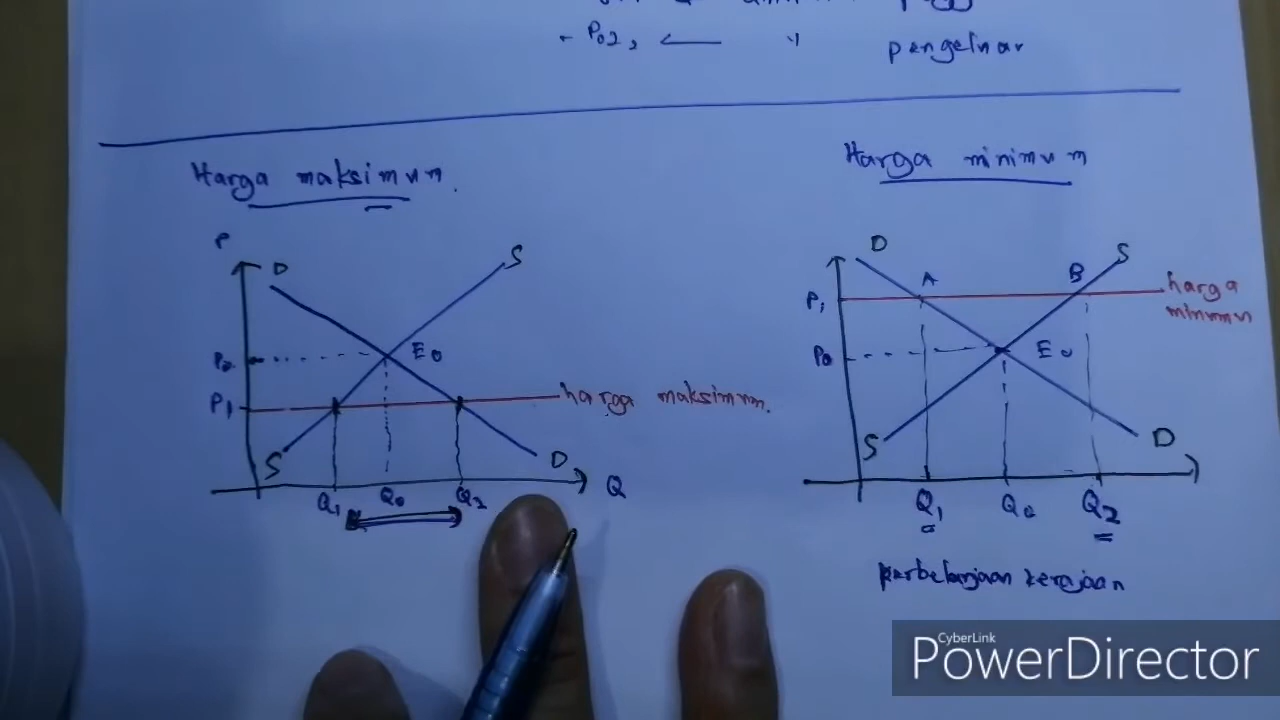 - P02, ← " pengeluar
Harga maksimum.
Harga minimum
P
D
S
P0
E0
P1
harga maksimum.
S
D
Q
Q1 Q0 Q2
D
S
A
B
P1
harga
minimum
P0
E0
S
D
Q1 Q0 Q2
perbelanjaan kerajaan
CyberLink
PowerDirector